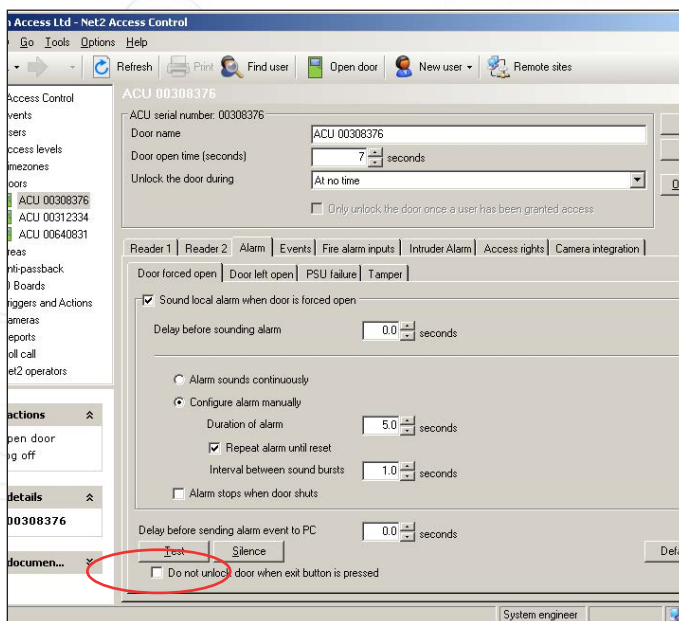 n Access Ltd - Net2 Access Control
Go Tools Options Help
Refresh Print Find user Open door New user Remote sites
Access Control
vents
sers
ccess levels
mezones
oors
ACU 00308376
ACU 00312334
ACU 00640831
reas
nti-passback
Boards
riggers and Actions
ameras
eports
oll call
et2 operators
actions
pen door
og off
details
00308376
documen...
ACU 00308376
ACU serial number: 00308376
Door name ACU 00308376
Door open time (seconds) 7 seconds
Unlock the door during At no time
Only unlock the door once a user has been granted access
Reader 1 Reader 2 Alarm Events Fire alarm inputs Intruder Alarm Access rights Camera integration
Door forced open Door left open PSU failure Tamper
Sound local alarm when door is forced open
Delay before sounding alarm 0.0 seconds
Alarm sounds continuously
Configure alarm manually
Duration of alarm 5.0 seconds
Repeat alarm until reset
Interval between sound bursts 1.0 seconds
Alarm stops when door shuts
Delay before sending alarm event to PC 0.0 seconds
Test Silence Defa
Do not unlock door when exit button is pressed
System engineer